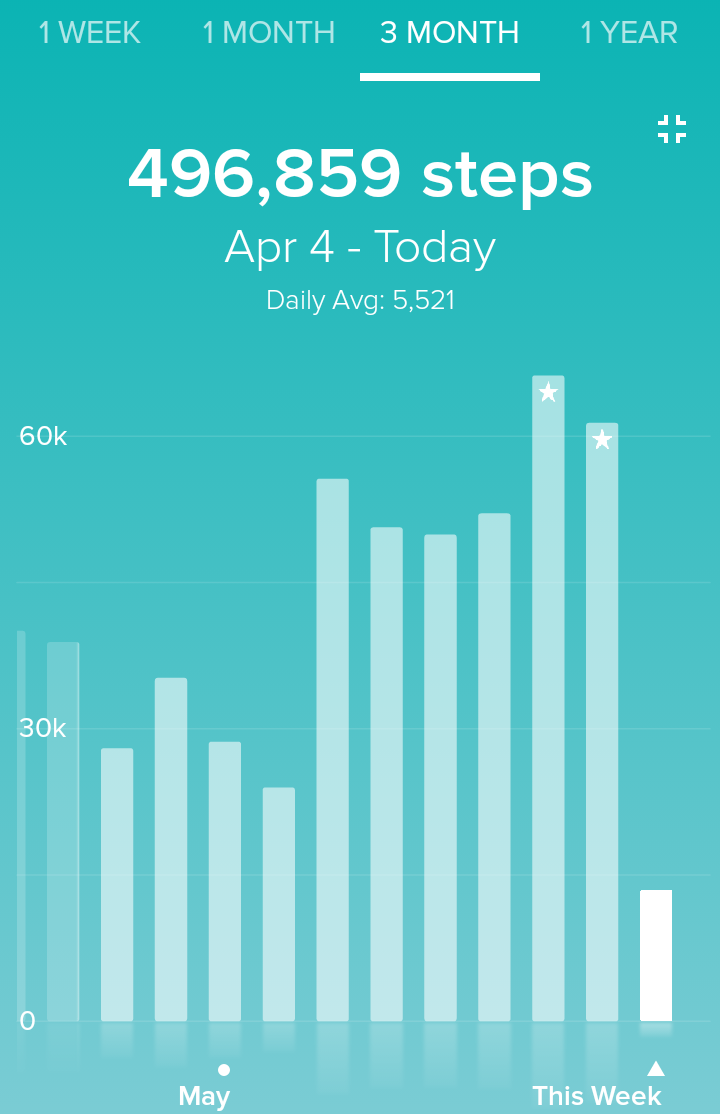 1 WEEK 1 MONTH 3 MONTH 1 YEAR
496,859 steps
Apr 4 - Today
Daily Avg: 5,521
60k
30k
0
May This Week